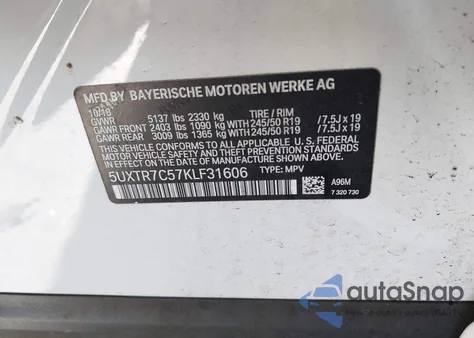 MFD. BY BAYERISCHE MOTOREN WERKE AG
10/18
GVWR 5137 lbs 2330 kg TIRE / RIM
GAWR FRONT 2403 lbs 1090 kg WITH 245/50 R19 /7.5J x 19
GAWR REAR 3009 lbs 1365 kg WITH 245/50 R19 /7.5J x 19
THIS VEHICLE CONFORMS TO ALL APPLICABLE U.S. FEDERAL
MOTOR VEHICLE SAFETY AND THEFT PREVENTION STANDARDS
IN EFFECT ON THE DATE OF MANUFACTURE SHOWN ABOVE.
5UXTR7C57KLF31606 TYPE: MPV
A96M
7 320 730
autoSnap